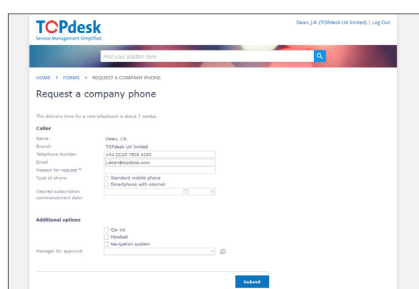 TOPdesk
Service Management Simplified
Dean, J.R. (TOPdesk UK limited) | Log Out
Find your solution here
HOME > FORMS > REQUEST A COMPANY PHONE
Request a company phone
The delivery time for a new telephone is about 2 weeks.
Caller
Name Dean, J.R.
Branch TOPdesk UK limited
Telephone Number +44 (0)20 7803 4200
Email j.dean@topdesk.com
Reason for request *
Type of phone Standard mobile phone
Smartphone with internet
Desired subscription
commencement date:
Additional options
Car kit
Headset
Navigation system
Manager for approval
Submit